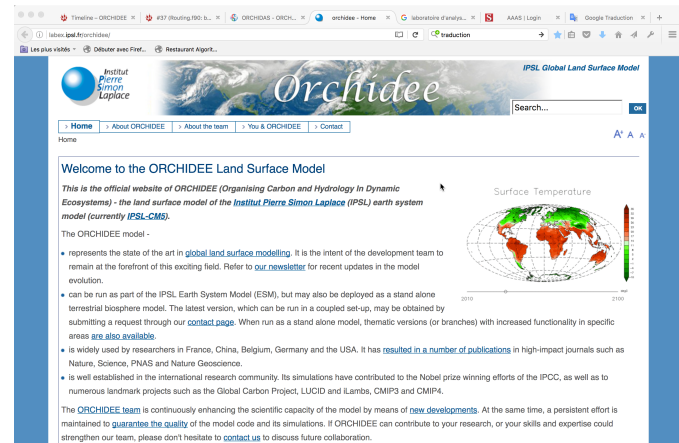 Timeline – ORCHIDEE
#37 (Routing.f90: b...
ORCHIDAS - ORCH...
orchidee - Home
laboratoire d'analys...
AAAS | Login
Google Traduction
labex.ipsl.fr/orchidee/
traduction
Les plus visités
Débuter avec Firef...
Restaurant Algorit...
Institut
Pierre
Simon
Laplace
Orchidee
IPSL Global Land Surface Model
Search...
OK
> Home
> About ORCHIDEE
> About the team
> You & ORCHIDEE
> Contact
Home
A+ A A-
Welcome to the ORCHIDEE Land Surface Model
This is the official website of ORCHIDEE (Organising Carbon and Hydrology In Dynamic
Ecosystems) - the land surface model of the Institut Pierre Simon Laplace (IPSL) earth system
model (currently IPSL-CM5).
The ORCHIDEE model -
• represents the state of the art in global land surface modelling. It is the intent of the development team to
remain at the forefront of this exciting field. Refer to our newsletter for recent updates in the model
evolution.
• can be run as part of the IPSL Earth System Model (ESM), but may also be deployed as a stand alone
terrestrial biosphere model. The latest version, which can be run in a coupled set-up, may be obtained by
submitting a request through our contact page. When run as a stand alone model, thematic versions (or branches) with increased functionality in specific
areas are also available.
• is widely used by researchers in France, China, Belgium, Germany and the USA. It has resulted in a number of publications in high-impact journals such as
Nature, Science, PNAS and Nature Geoscience.
• is well established in the international research community. Its simulations have contributed to the Nobel prize winning efforts of the IPCC, as well as to
numerous landmark projects such as the Global Carbon Project, LUCID and iLambs, CMIP3 and CMIP4.
Surface Temperature
2010
2100
The ORCHIDEE team is continuously enhancing the scientific capacity of the model by means of new developments. At the same time, a persistent effort is
maintained to guarantee the quality of the model code and its simulations. If ORCHIDEE can contribute to your research, or your skills and expertise could
strengthen our team, please don't hesitate to contact us to discuss future collaboration.